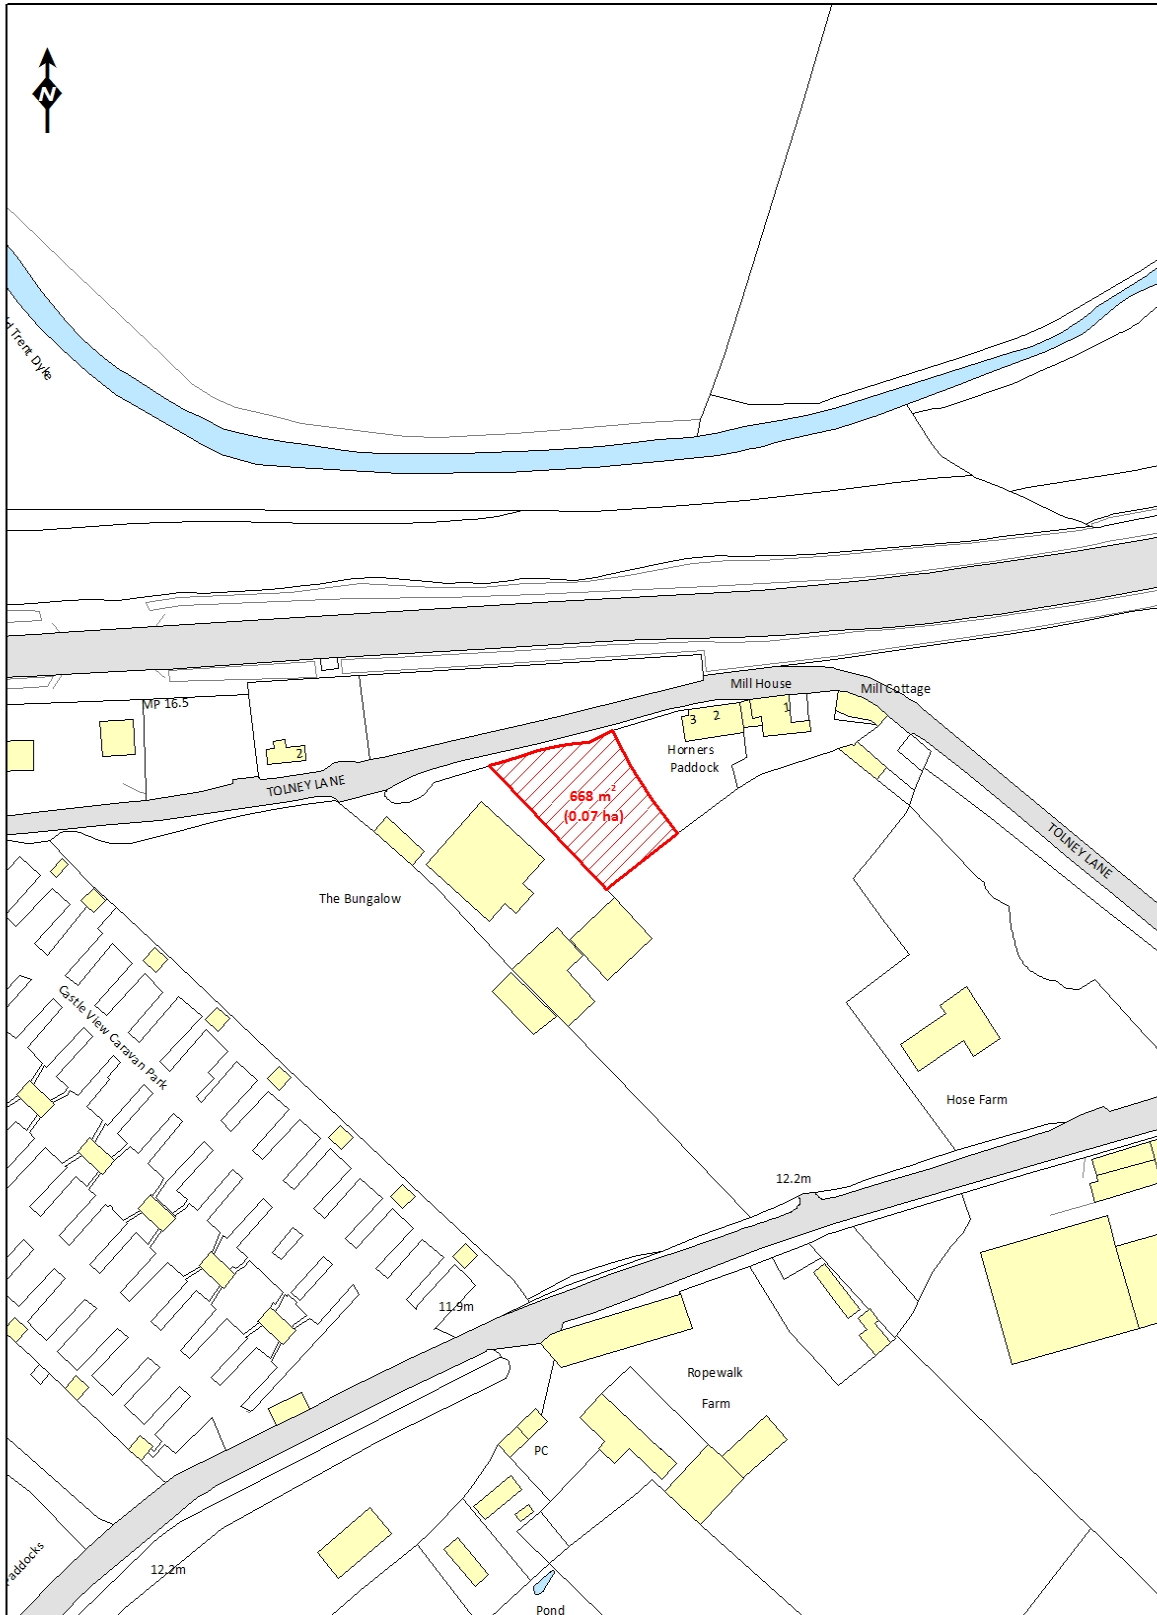 N
Trent Dyke
Mill House
Mill Cottage
MP 16.5
1
2
3
Horners
Paddock
2
TOLNEY LANE
668 m²
(0.07 ha)
TOLNEY LANE
The Bungalow
Castle View Caravan Park
Hose Farm
12.2m
11.9m
Ropewalk
Farm
PC
12.2m
addocks
Pond